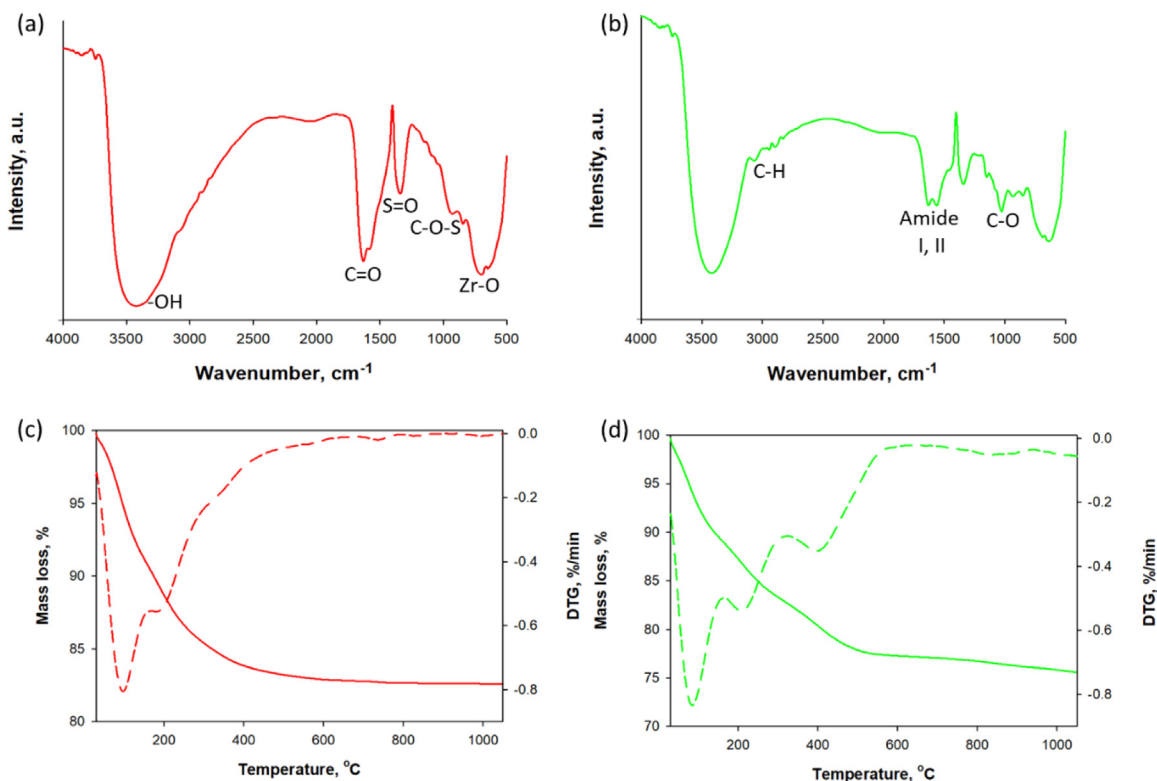 (a)
Intensity, a.u.
-OH
C=O
S=O
C-O-S
Zr-O
4000 3500 3000 2500 2000 1500 1000 500
Wavenumber, cm-1
(b)
Intensity, a.u.
C-H
Amide
I, II
C-O
4000 3500 3000 2500 2000 1500 1000 500
Wavenumber, cm-1
(c)
Mass loss, %
100
95
90
85
80
0.0
-0.2
-0.4
-0.6
-0.8
DTG, %/min
200 400 600 800 1000
Temperature, oC
(d)
Mass loss, %
100
95
90
85
80
75
70
0.0
-0.2
-0.4
-0.6
-0.8
DTG, %/min
200 400 600 800 1000
Temperature, oC